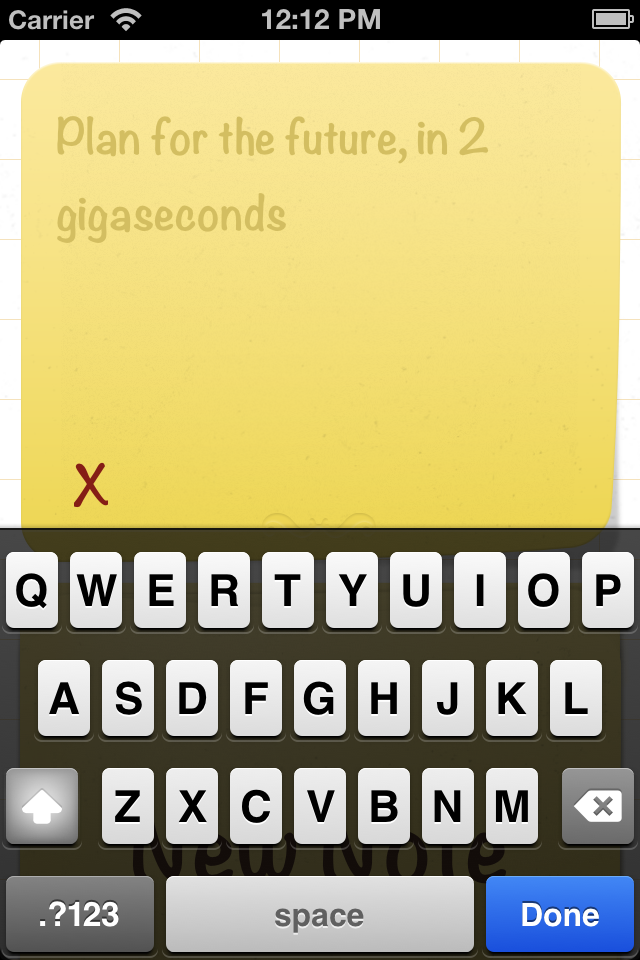 Carrier 12:12 PM
Plan for the future, in 2
gigaseconds
X
Q W E R T Y U I O P
A S D F G H J K L
Z X C V B N M
New Note
.?123 space Done